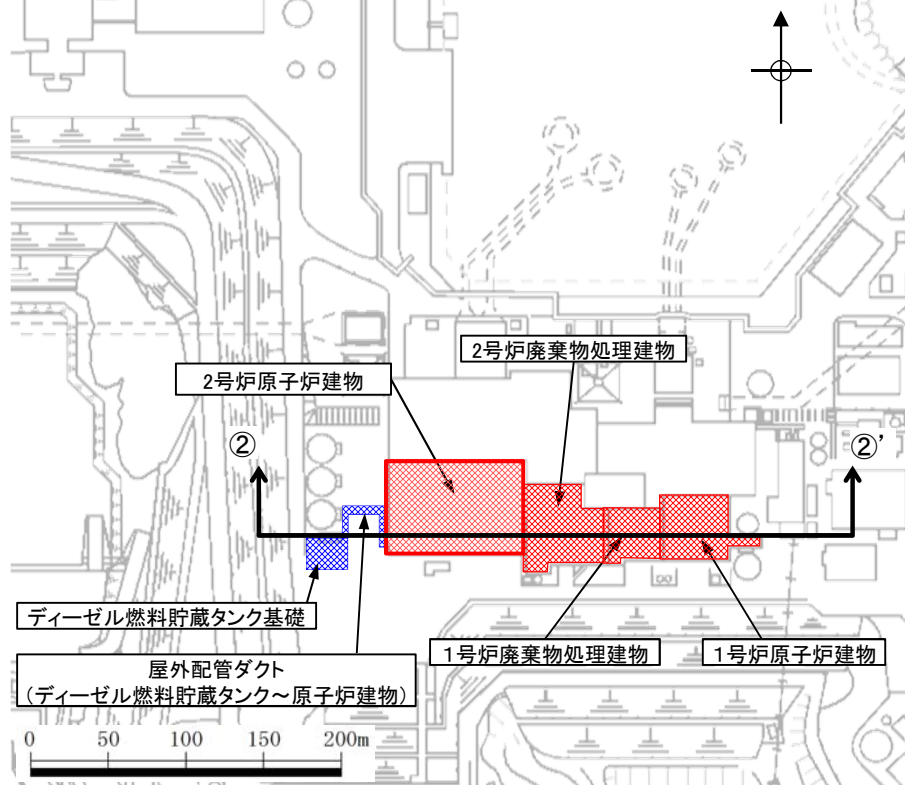 2号炉廃棄物処理建物
2号炉原子炉建物
②
②'
ディーゼル燃料貯蔵タンク基礎
屋外配管ダクト
(ディーゼル燃料貯蔵タンク～原子炉建物)
1号炉廃棄物処理建物
1号炉原子炉建物
0 50 100 150 200m